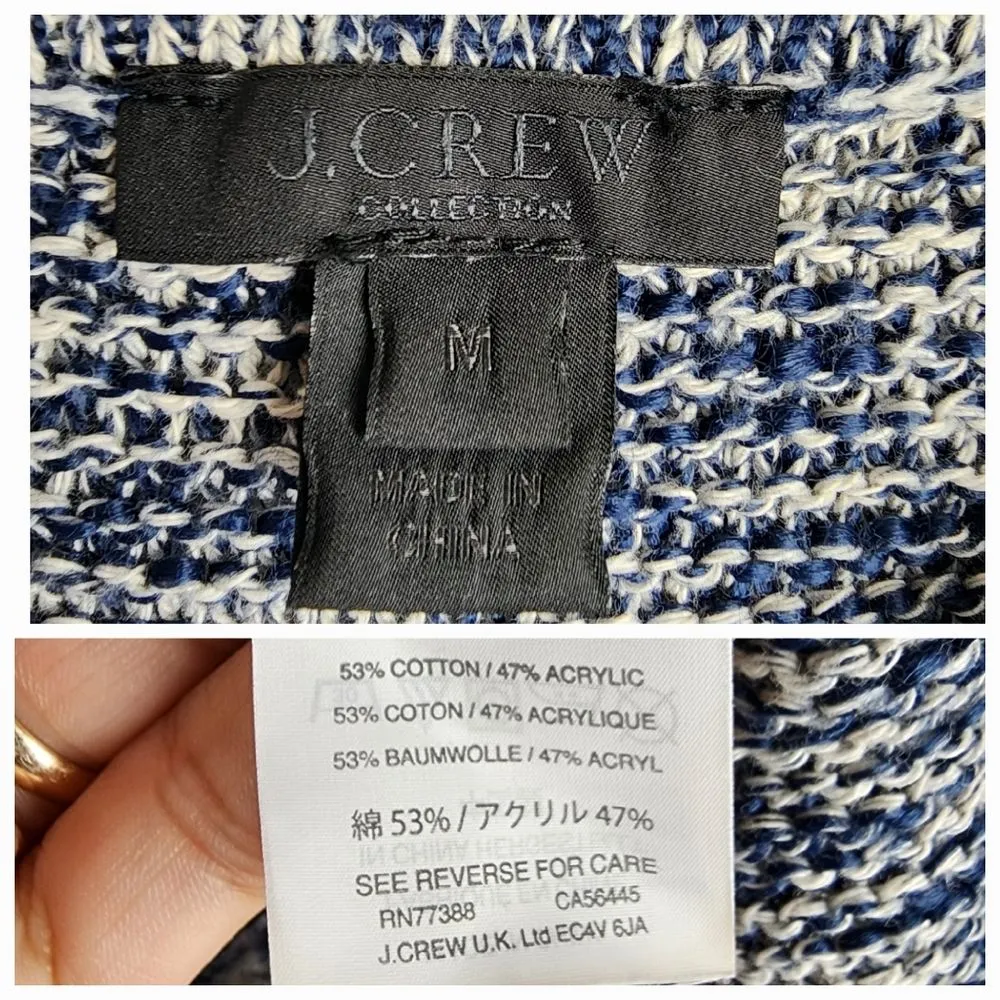 J.CREW
COLLECTION
M
MADE IN
CHINA
53% COTTON / 47% ACRYLIC
53% COTON / 47% ACRYLIQUE
53% BAUMWOLLE / 47% ACRYL
綿 53% / アクリル 47%
SEE REVERSE FOR CARE
RN77388 CA56445
J.CREW U.K. Ltd EC4V 6JA